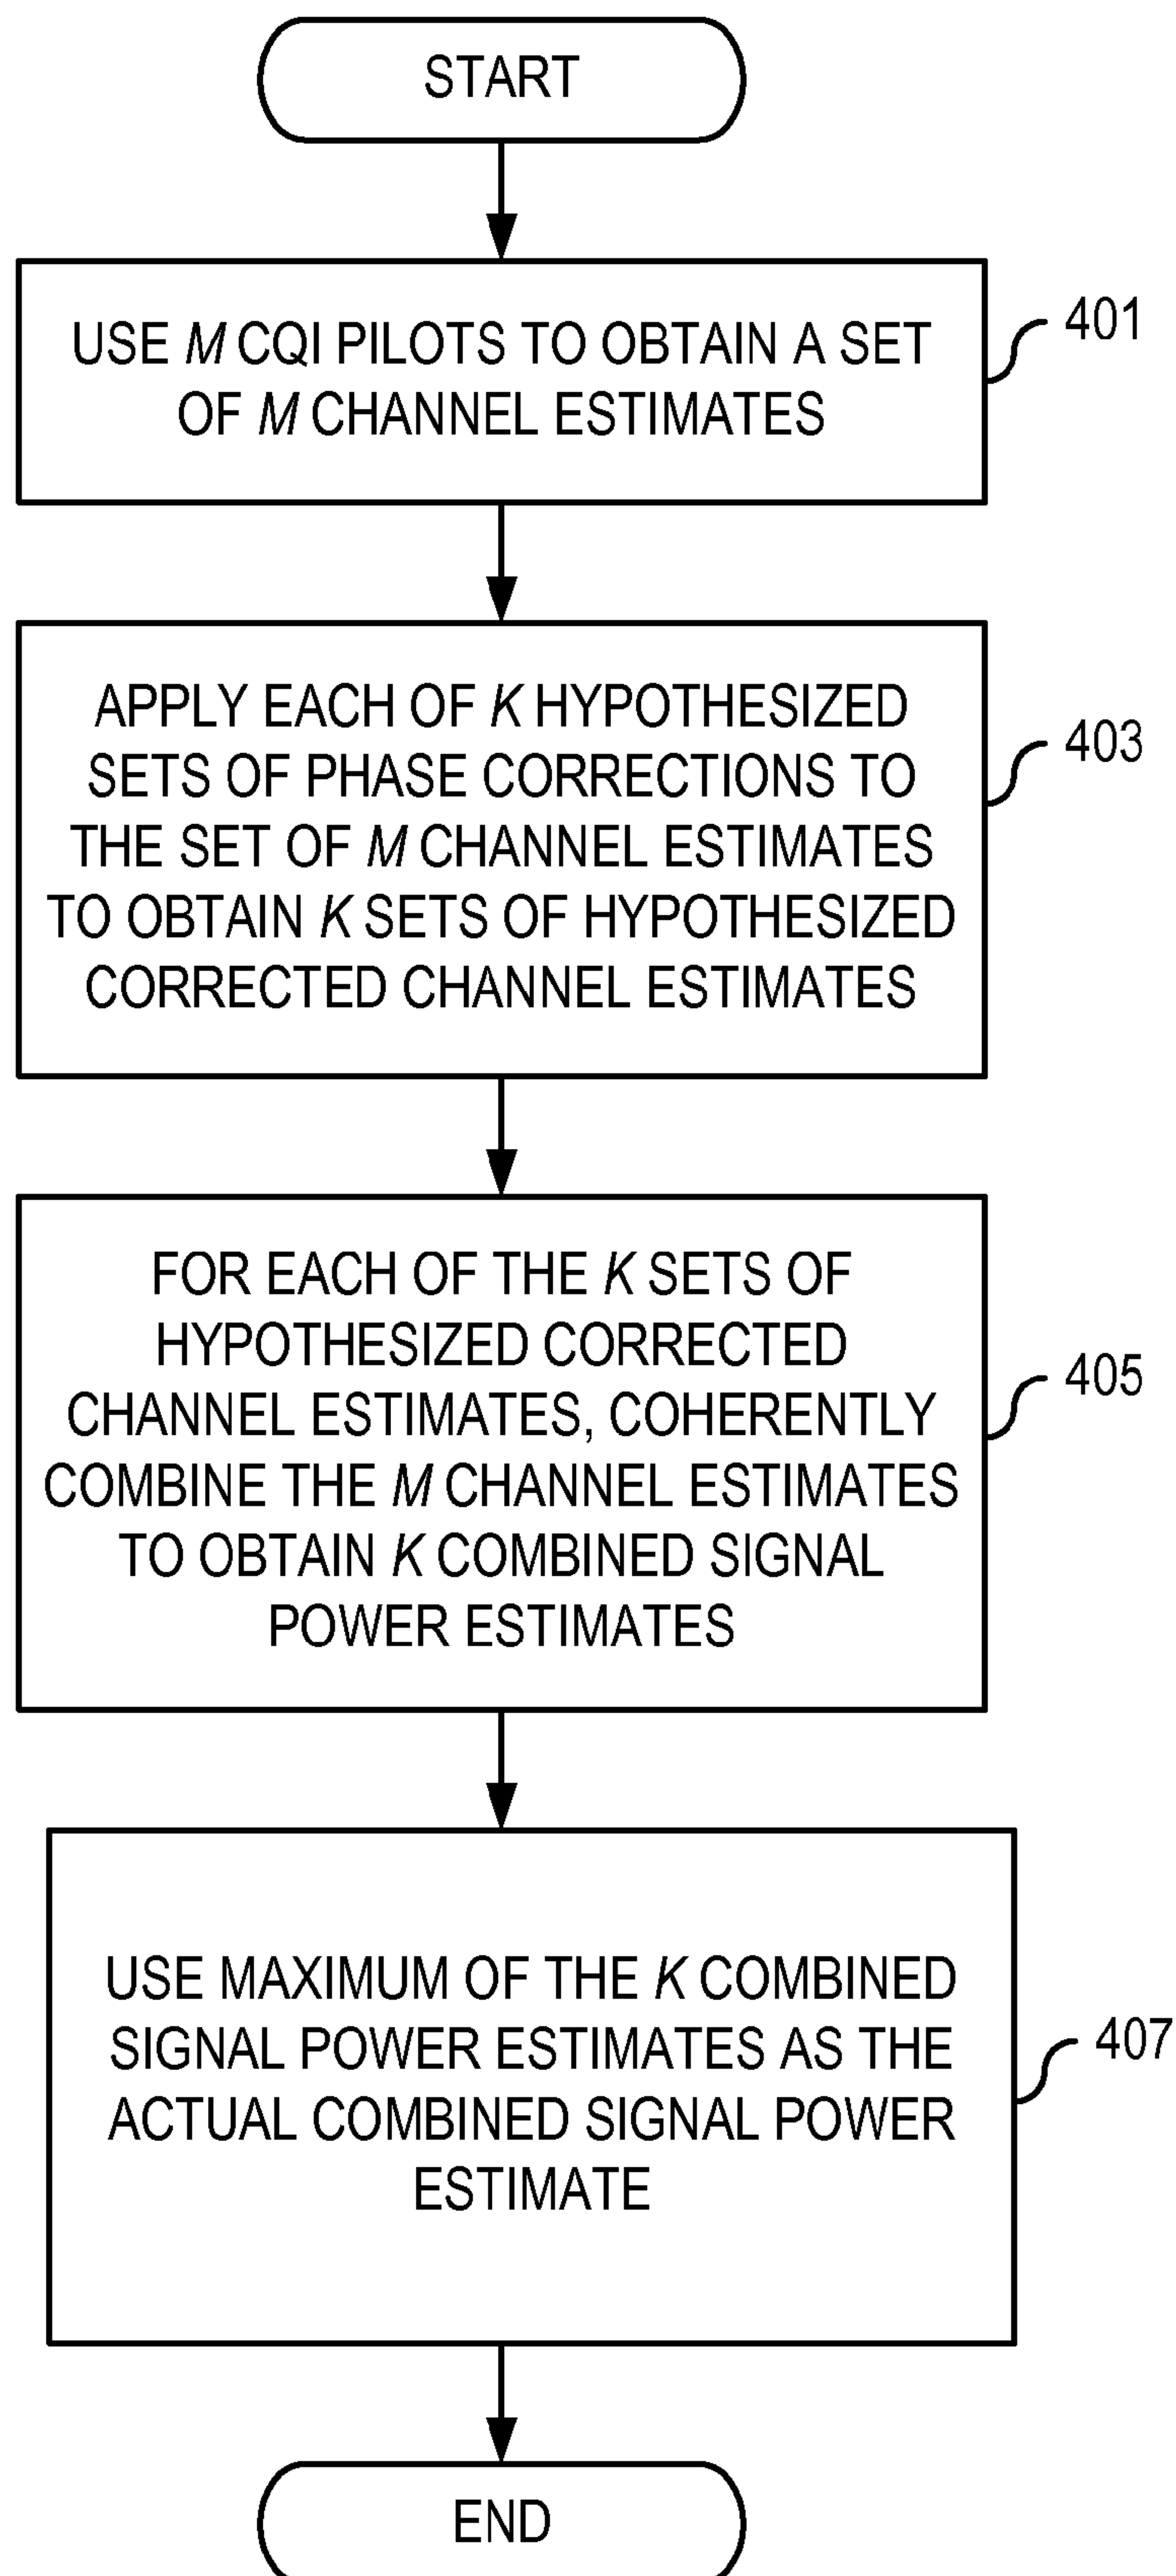 START
USE M CQI PILOTS TO OBTAIN A SET
OF M CHANNEL ESTIMATES
401
APPLY EACH OF K HYPOTHESIZED
SETS OF PHASE CORRECTIONS TO
THE SET OF M CHANNEL ESTIMATES
TO OBTAIN K SETS OF HYPOTHESIZED
CORRECTED CHANNEL ESTIMATES
403
FOR EACH OF THE K SETS OF
HYPOTHESIZED CORRECTED
CHANNEL ESTIMATES, COHERENTLY
COMBINE THE M CHANNEL ESTIMATES
TO OBTAIN K COMBINED SIGNAL
POWER ESTIMATES
405
USE MAXIMUM OF THE K COMBINED
SIGNAL POWER ESTIMATES AS THE
ACTUAL COMBINED SIGNAL POWER
ESTIMATE
407
END